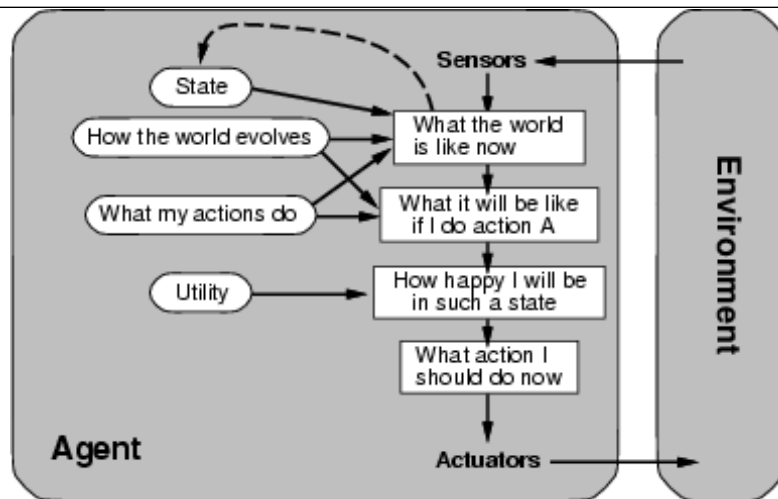 Sensors
State
What the world
is like now
How the world evolves
What it will be like
if I do action A
What my actions do
How happy I will be
in such a state
Utility
What action I
should do now
Agent
Actuators
Environment